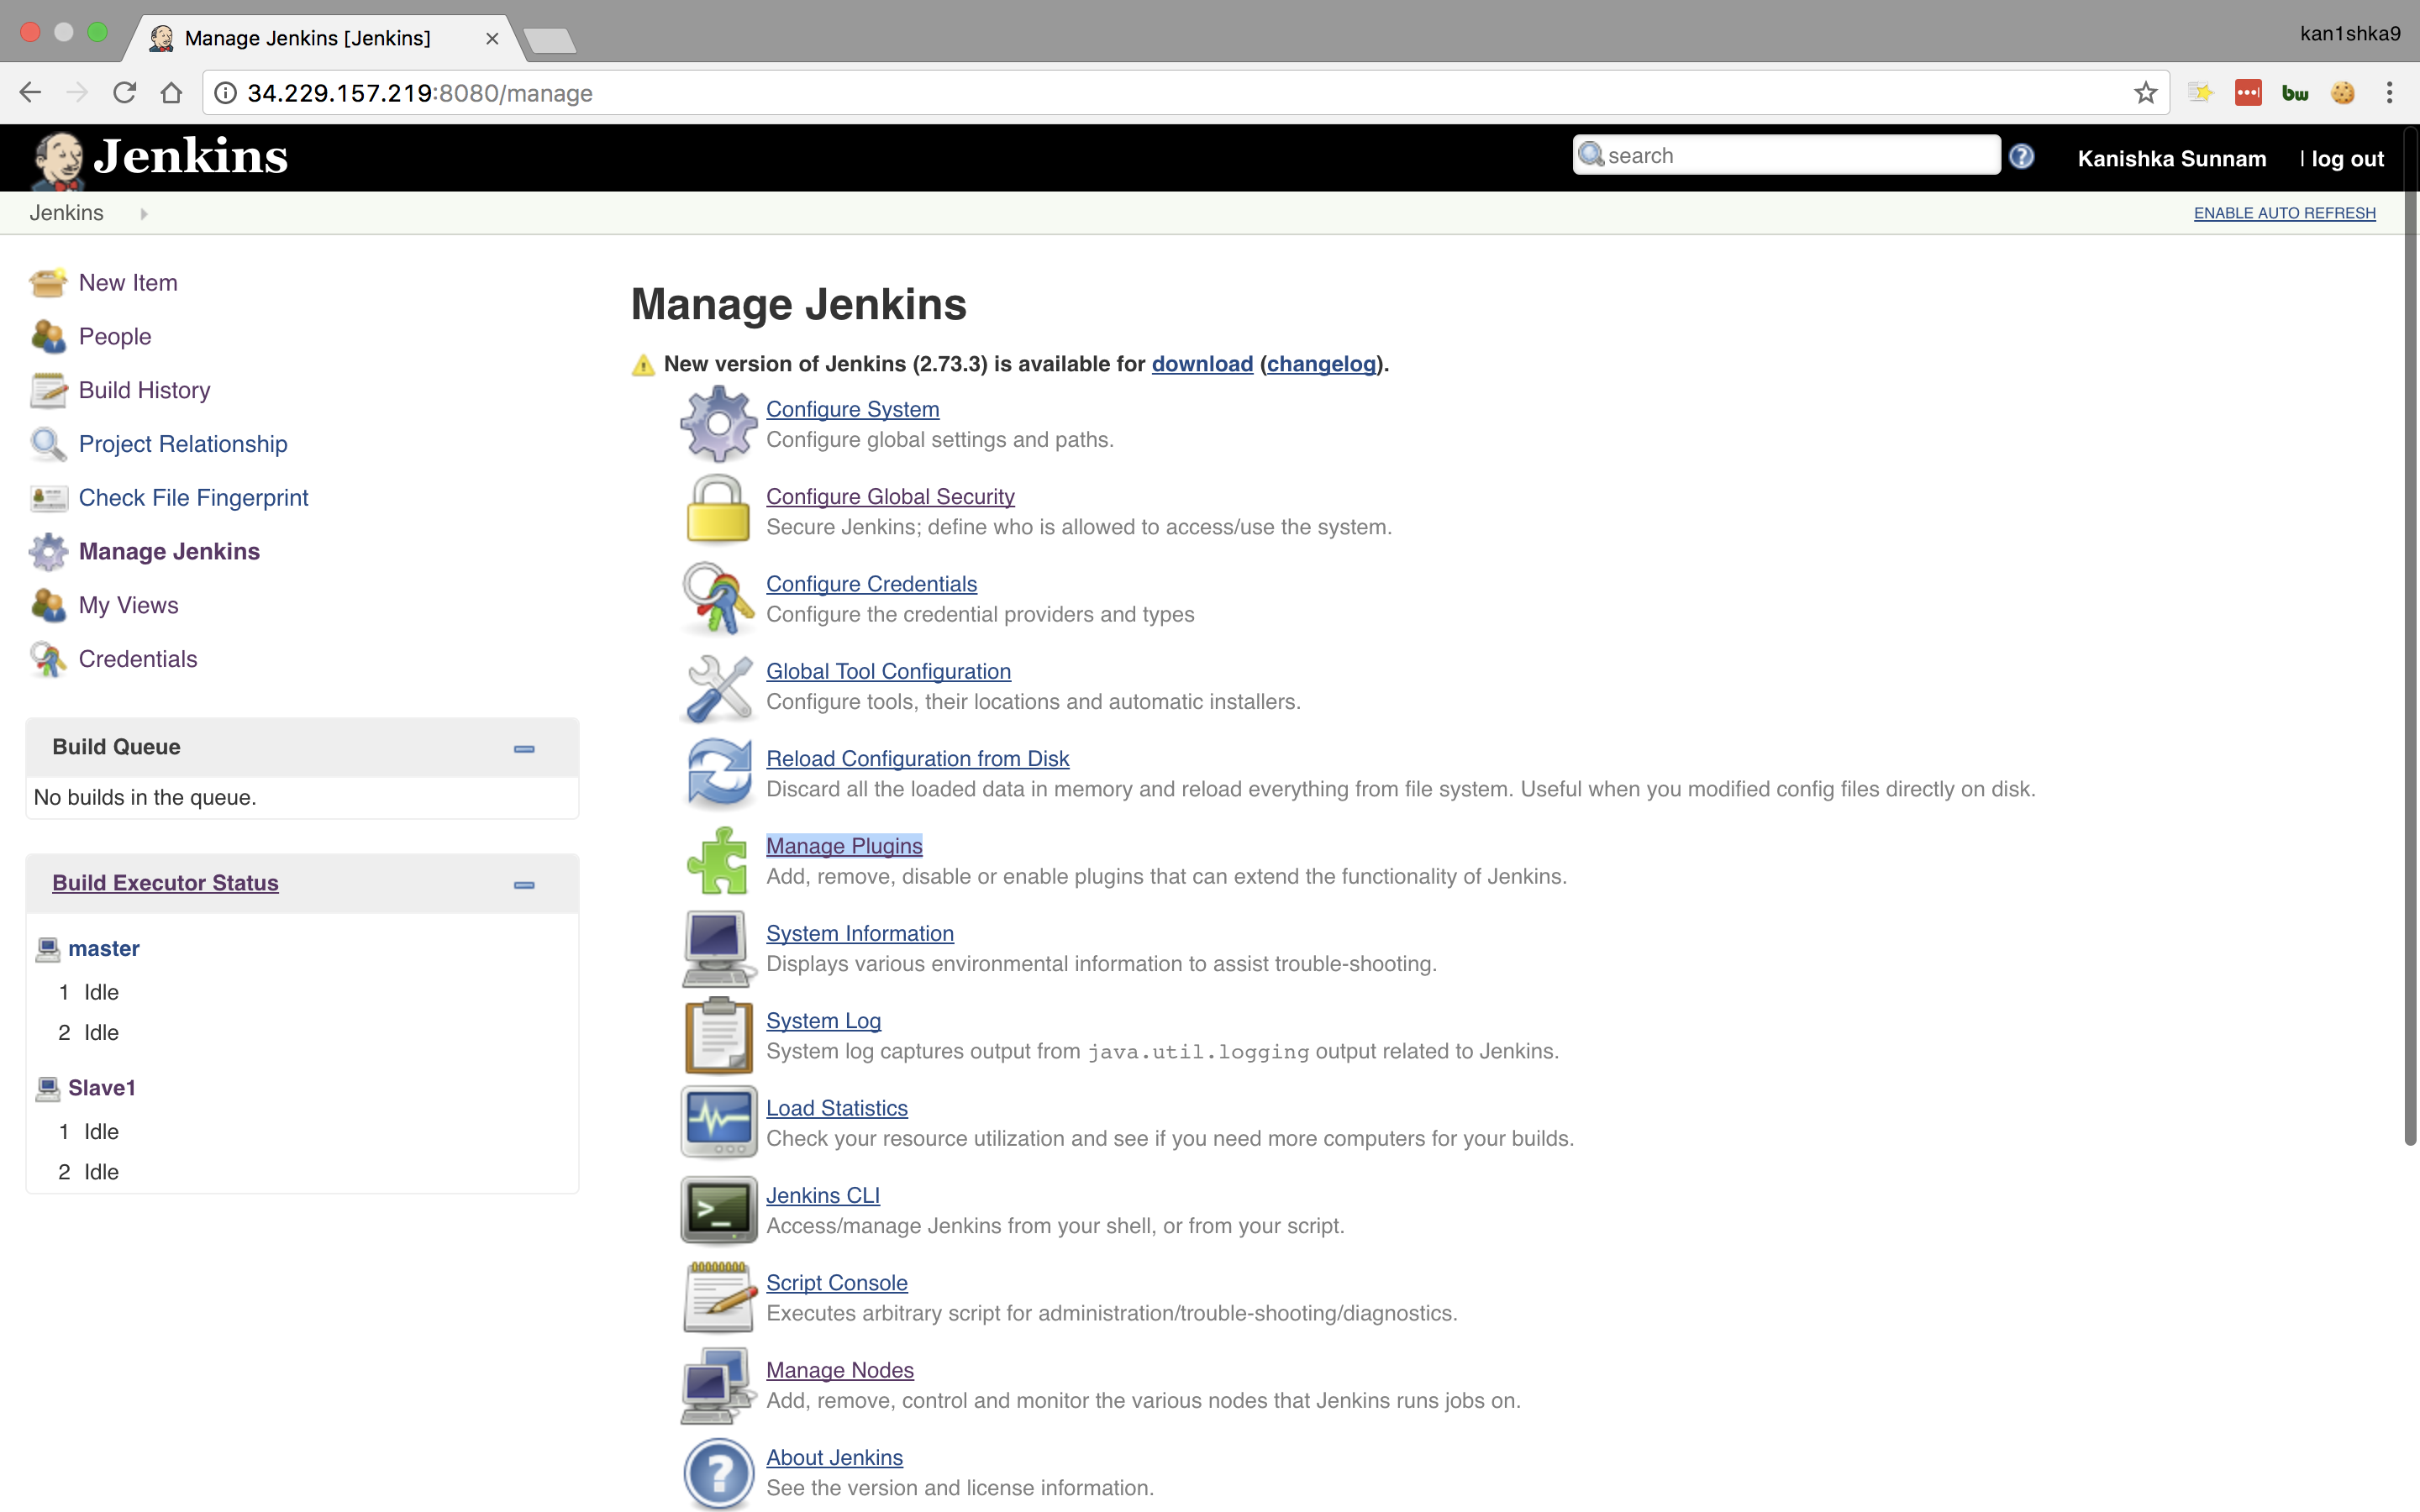 Manage Jenkins [Jenkins]
kan1shka9
34.229.157.219:8080/manage
bw
Jenkins
search
Kanishka Sunnam
| log out
Jenkins
ENABLE AUTO REFRESH
New Item
People
Build History
Project Relationship
Check File Fingerprint
Manage Jenkins
My Views
Credentials
Build Queue
No builds in the queue.
Build Executor Status
master
1 Idle
2 Idle
Slave1
1 Idle
2 Idle
Manage Jenkins
New version of Jenkins (2.73.3) is available for download (changelog).
Configure System
Configure global settings and paths.
Configure Global Security
Secure Jenkins; define who is allowed to access/use the system.
Configure Credentials
Configure the credential providers and types
Global Tool Configuration
Configure tools, their locations and automatic installers.
Reload Configuration from Disk
Discard all the loaded data in memory and reload everything from file system. Useful when you modified config files directly on disk.
Manage Plugins
Add, remove, disable or enable plugins that can extend the functionality of Jenkins.
System Information
Displays various environmental information to assist trouble-shooting.
System Log
System log captures output from java.util.logging output related to Jenkins.
Load Statistics
Check your resource utilization and see if you need more computers for your builds.
Jenkins CLI
Access/manage Jenkins from your shell, or from your script.
Script Console
Executes arbitrary script for administration/trouble-shooting/diagnostics.
Manage Nodes
Add, remove, control and monitor the various nodes that Jenkins runs jobs on.
About Jenkins
See the version and license information.